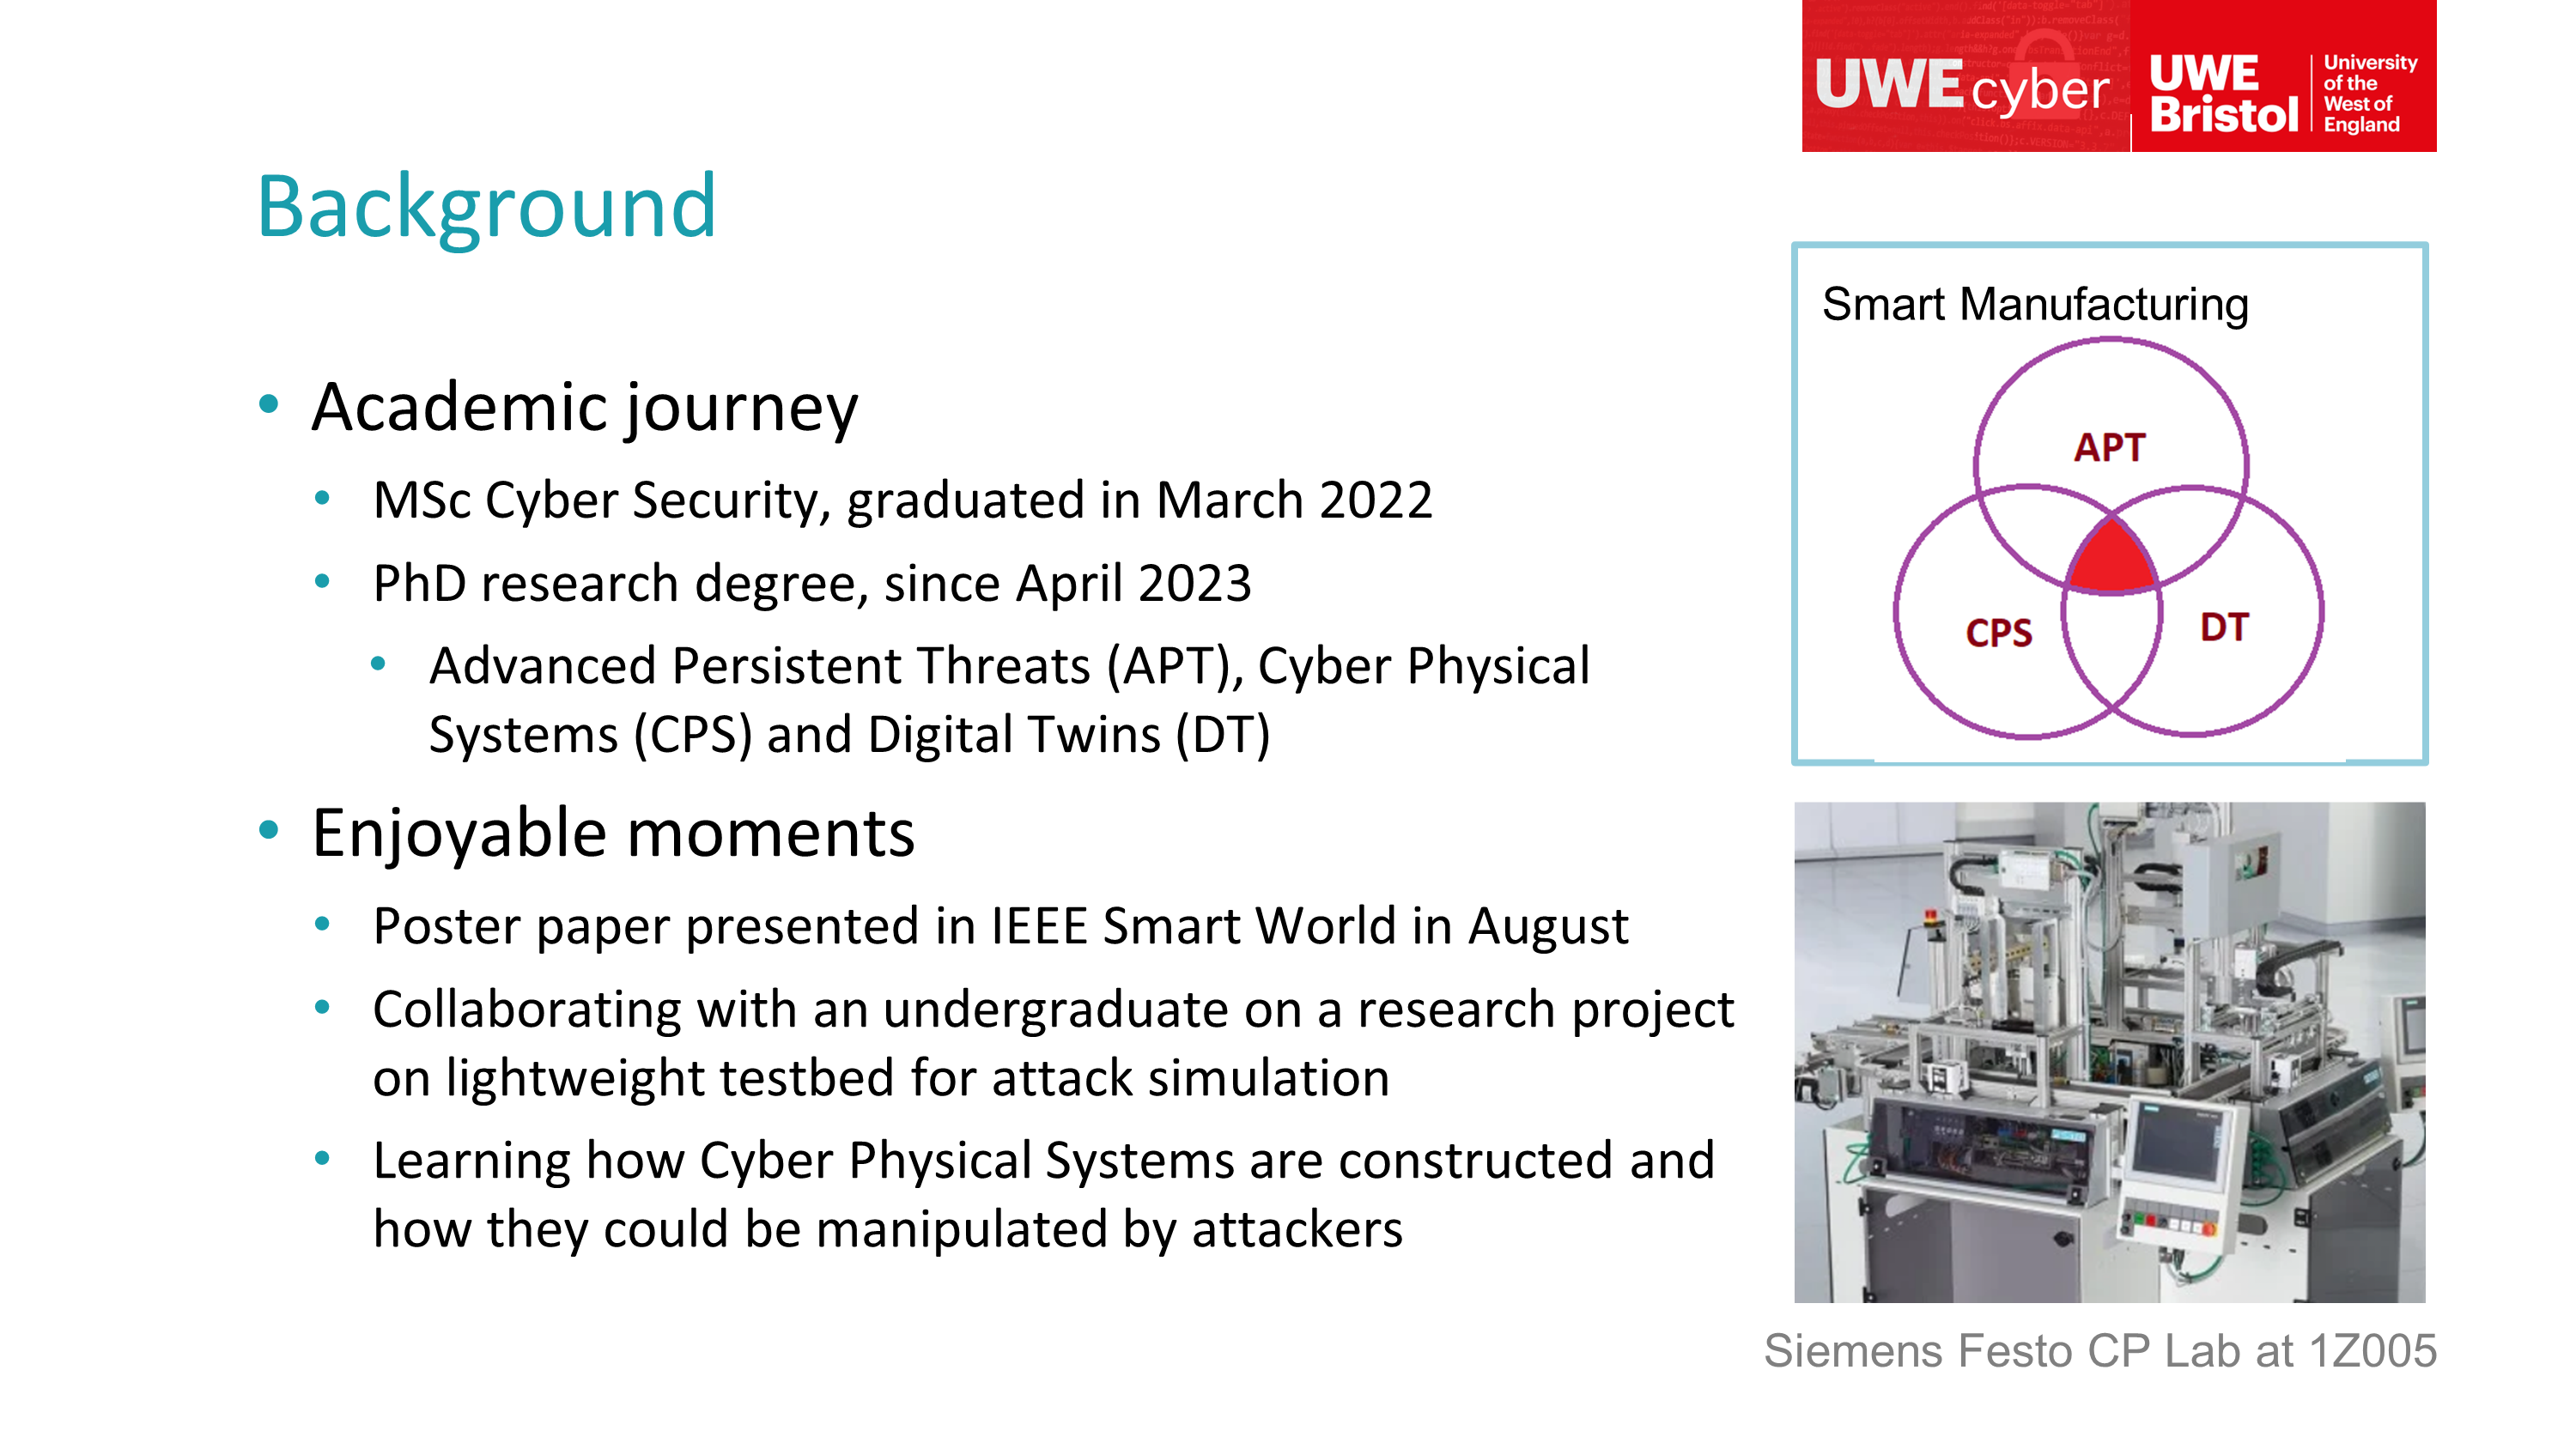 UWEcyber
UWE
Bristol
University
of the
West of
England
Background
• Academic journey
• MSc Cyber Security, graduated in March 2022
• PhD research degree, since April 2023
• Advanced Persistent Threats (APT), Cyber Physical
Systems (CPS) and Digital Twins (DT)
• Enjoyable moments
• Poster paper presented in IEEE Smart World in August
• Collaborating with an undergraduate on a research project
on lightweight testbed for attack simulation
• Learning how Cyber Physical Systems are constructed and
how they could be manipulated by attackers
Smart Manufacturing
APT
CPS
DT
Siemens Festo CP Lab at 1Z005